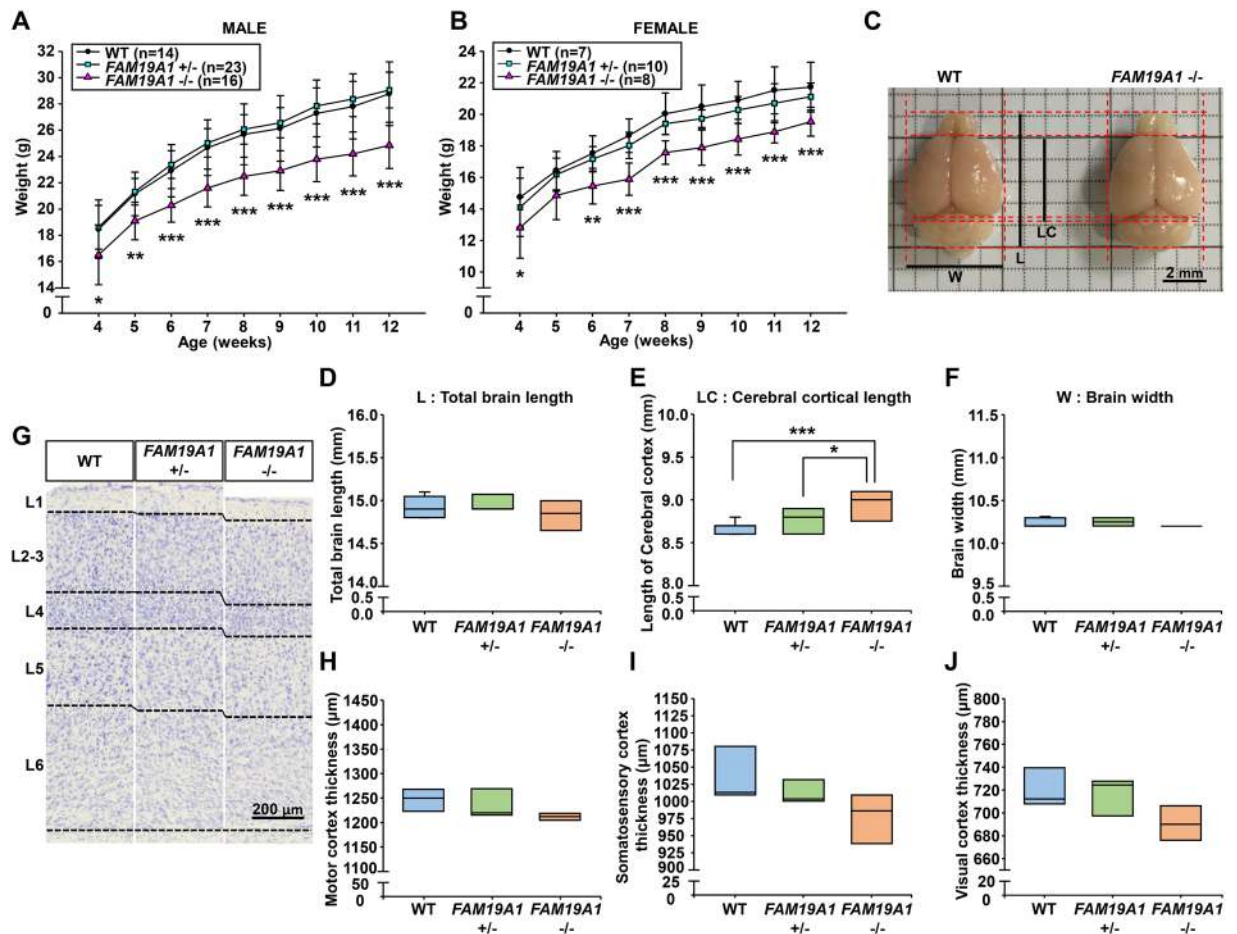 A
MALE
WT (n=14)
FAM19A1 +/- (n=23)
FAM19A1 -/- (n=16)
Weight (g)
32
30
28
26
24
22
20
18
16
14
0
* ** *** *** *** *** *** *** ***
4 5 6 7 8 9 10 11 12
Age (weeks)
B
FEMALE
WT (n=7)
FAM19A1 +/- (n=10)
FAM19A1 -/- (n=8)
Weight (g)
24
22
20
18
16
14
12
10
0
* ** *** *** *** *** *** ***
4 5 6 7 8 9 10 11 12
Age (weeks)
C
WT FAM19A1 -/-
LC
L
W
2 mm
D
L : Total brain length
Total brain length (mm)
16.0
15.5
15.0
14.5
14.0
0.5
0.0
WT FAM19A1 FAM19A1
+/- -/-
E
LC : Cerebral cortical length
Length of Cerebral cortex (mm)
10.0
9.5
9.0
8.5
8.0
0.5
0.0
***
*
WT FAM19A1 FAM19A1
+/- -/-
F
W : Brain width
Brain width (mm)
11.5
11.0
10.5
10.0
9.5
0.5
0.0
WT FAM19A1 FAM19A1
+/- -/-
G
WT FAM19A1 FAM19A1
+/- -/-
L1
L2-3
L4
L5
L6
200 µm
H
Motor cortex thickness (µm)
1450
1400
1350
1300
1250
1200
1150
1100
50
0
WT FAM19A1 FAM19A1
+/- -/-
I
Somatosensory cortex
thickness (µm)
1150
1125
1100
1075
1050
1025
1000
975
950
925
900
25
0
WT FAM19A1 FAM19A1
+/- -/-
J
Visual cortex thickness (µm)
800
780
760
740
720
700
680
660
20
0
WT FAM19A1 FAM19A1
+/- -/-